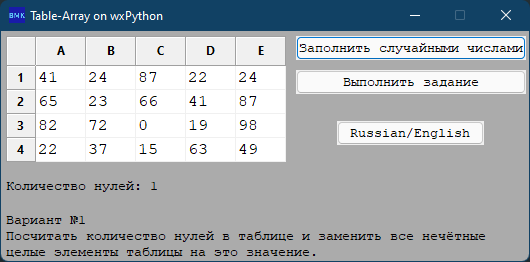 BMK Table-Array on wxPython
A B C D E
1 41 24 87 22 24
2 65 23 66 41 87
3 82 72 0 19 98
4 22 37 15 63 49
Заполнить случайными числами
Выполнить задание
Russian/English
Количество нулей: 1
Вариант №1
Посчитать количество нулей в таблице и заменить все нечётные
целые элементы таблицы на это значение.